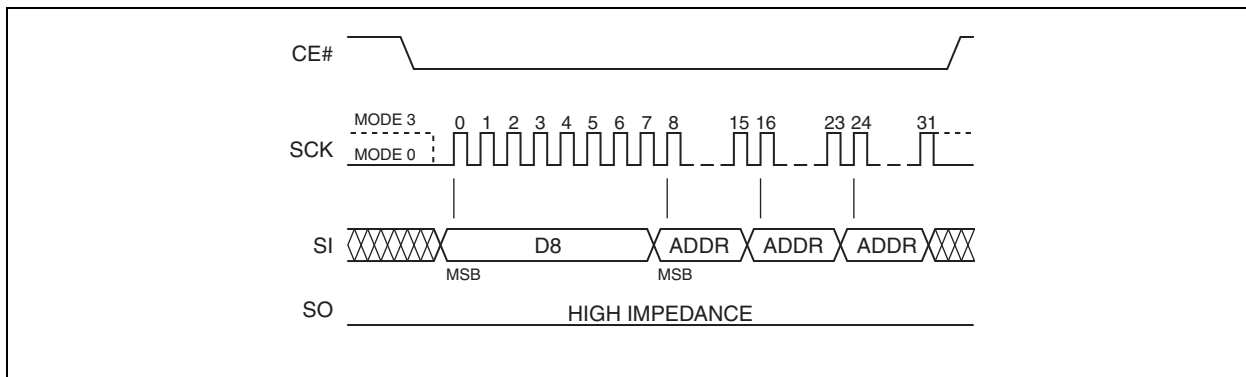 CE#
MODE 3
SCK
MODE 0
0 1 2 3 4 5 6 7 8 15 16 23 24 31
SI
D8 ADDR ADDR ADDR
MSB MSB
SO
HIGH IMPEDANCE